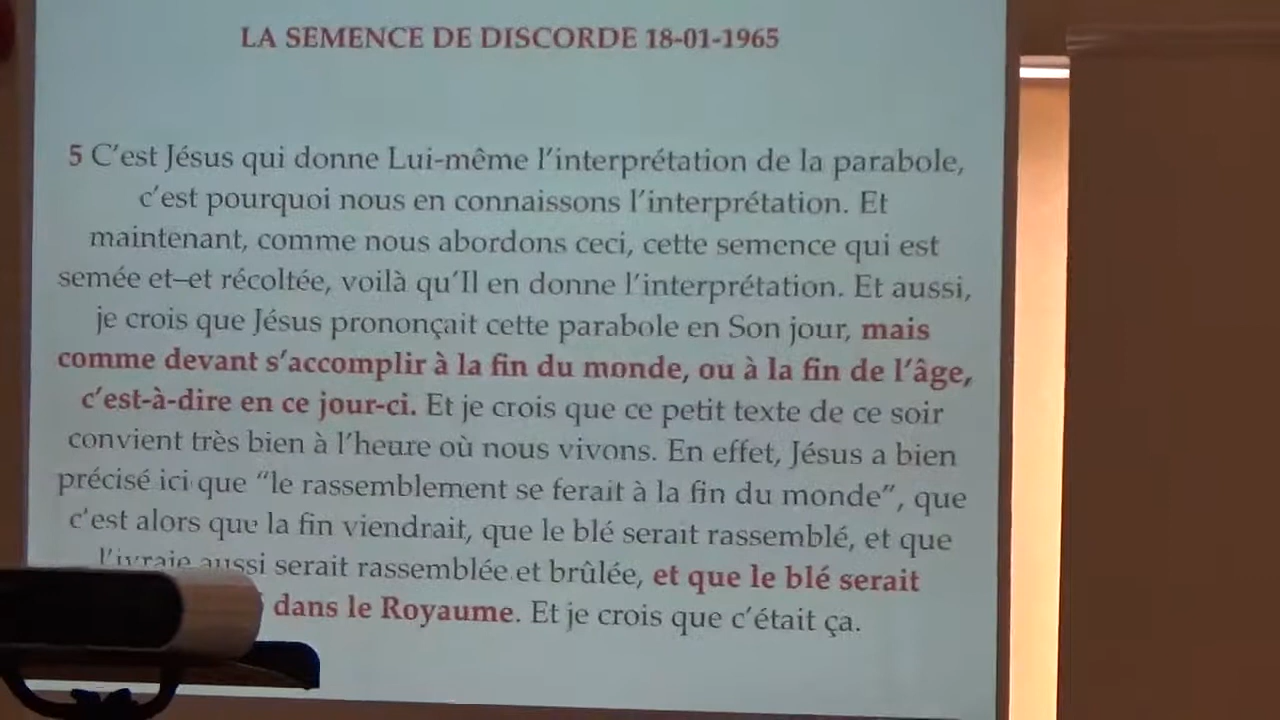 LA SEMENCE DE DISCORDE 18-01-1965
5 C'est Jésus qui donne Lui-même l'interprétation de la parabole,
c'est pourquoi nous en connaissons l'interprétation. Et
maintenant, comme nous abordons ceci, cette semence qui est
semée et–et récoltée, voilà qu'Il en donne l'interprétation. Et aussi,
je crois que Jésus prononçait cette parabole en Son jour, mais
comme devant s'accomplir à la fin du monde, ou à la fin de l'âge,
c'est-à-dire en ce jour-ci. Et je crois que ce petit texte de ce soir
convient très bien à l'heure où nous vivons. En effet, Jésus a bien
précisé ici que “le rassemblement se ferait à la fin du monde”, que
c'est alors que la fin viendrait, que le blé serait rassemblé, et que
l'ivraie aussi serait rassemblée et brûlée, et que le blé serait
dans le Royaume. Et je crois que c'était ça.